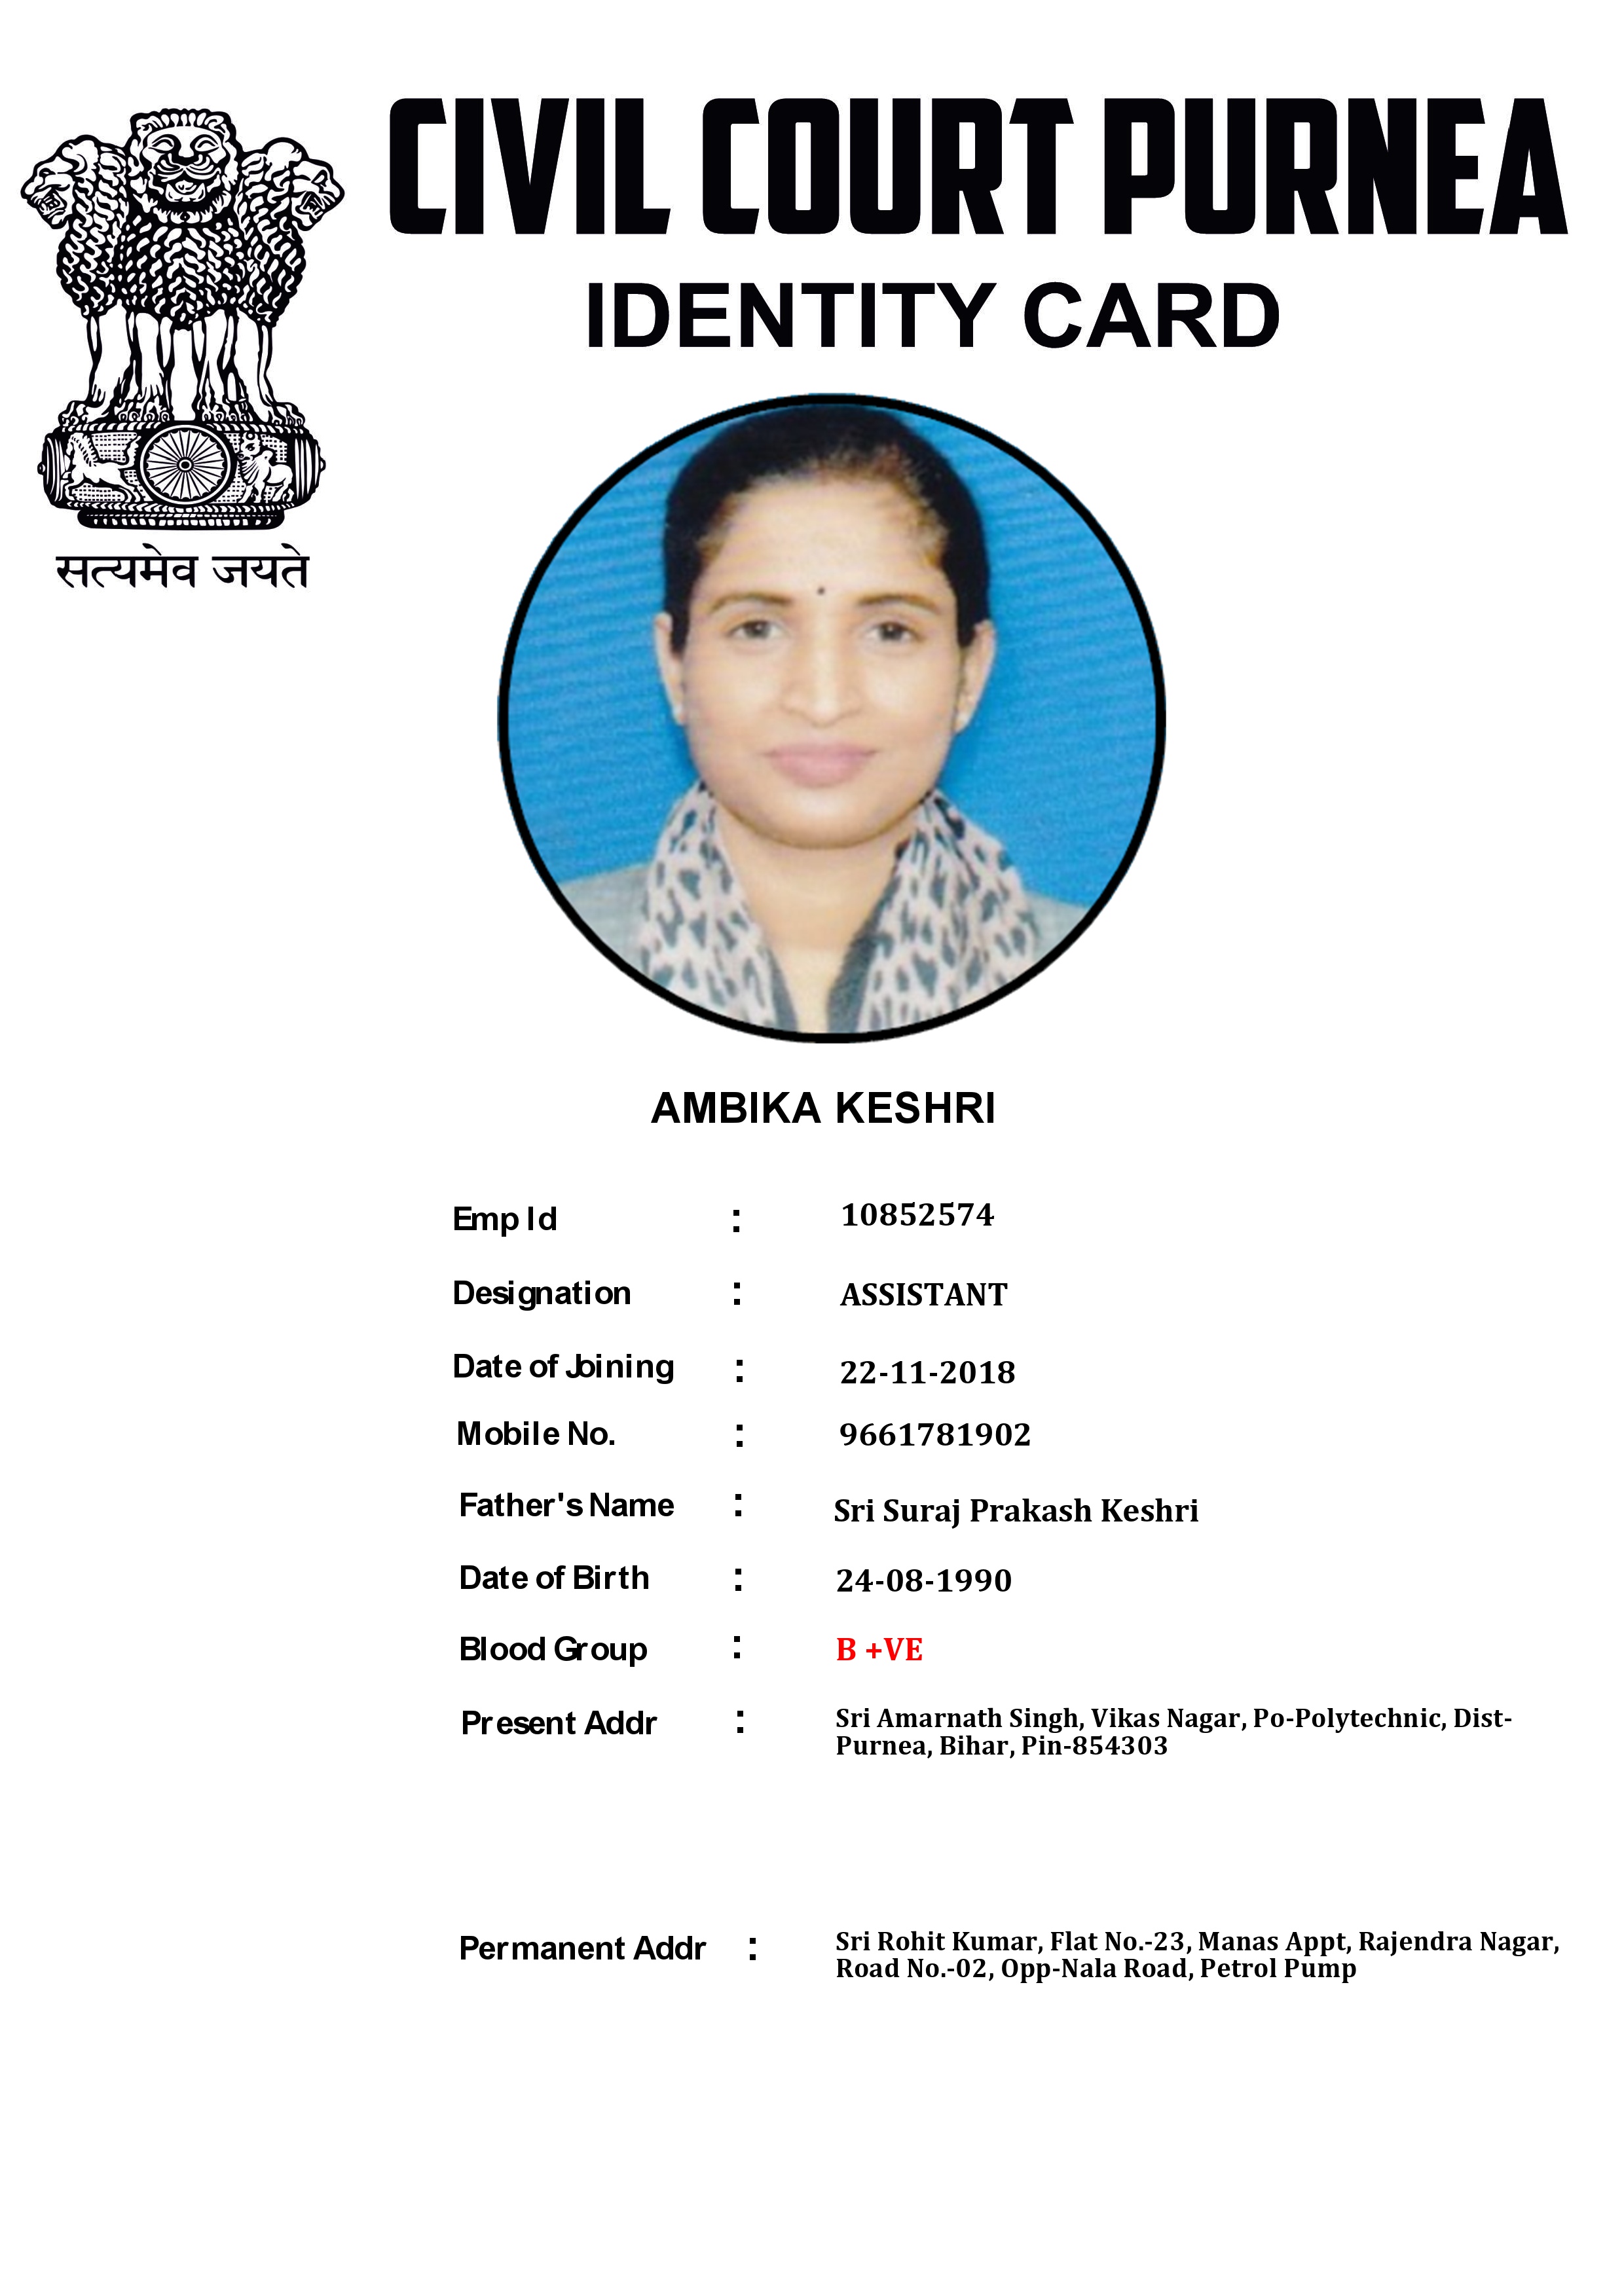 CIVIL COURT PURNEA
IDENTITY CARD
सत्यमेव जयते
AMBIKA KESHRI
Emp Id : 10852574
Designation : ASSISTANT
Date of Joining : 22-11-2018
Mobile No. : 9661781902
Father's Name : Sri Suraj Prakash Keshri
Date of Birth : 24-08-1990
Blood Group : B +VE
Present Addr : Sri Amarnath Singh, Vikas Nagar, Po-Polytechnic, Dist-
Purnea, Bihar, Pin-854303
Permanent Addr : Sri Rohit Kumar, Flat No.-23, Manas Appt, Rajendra Nagar,
Road No.-02, Opp-Nala Road, Petrol Pump